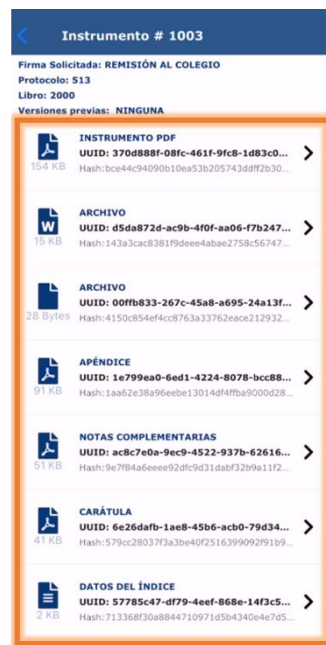 Instrumento # 1003
Firma Solicitada: REMISIÓN AL COLEGIO
Protocolo: 513
Libro: 2000
Versiones previas: NINGUNA
INSTRUMENTO PDF
UUID: 370d888f-08fc-461f-9fc8-1d83c0...
154 KB Hash:bce44c94090b10ea53b205743ddff2b30...
ARCHIVO
W UUID: d5da872d-ac9b-4f0f-aa06-f7b247...
15 KB Hash:143a3cac8381f9deee4abae2758c56747...
ARCHIVO
UUID: 00ffb833-267c-45a8-a695-24a13f...
28 Bytes Hash:4150c854ef4cc8763a33762eace212932...
APÉNDICE
UUID: 1e799ea0-6ed1-4224-8078-bcc88...
91 KB Hash:1aa62e38a96eebe13014df4ffba9000d28...
NOTAS COMPLEMENTARIAS
UUID: ac8c7e0a-9ec9-4522-937b-62616...
51 KB Hash:9e7f84a6eeee92dfc9d31dabf32b9a11f2...
CARÁTULA
UUID: 6e26dafb-1ae8-45b6-acb0-79d34...
41 KB Hash:579cc28037f3a3be40f2516399092f91b9...
DATOS DEL ÍNDICE
UUID: 57785c47-df79-4eef-868e-14f3c5...
2 KB Hash:713368f30a8844710971d5b4340e4e7d5...